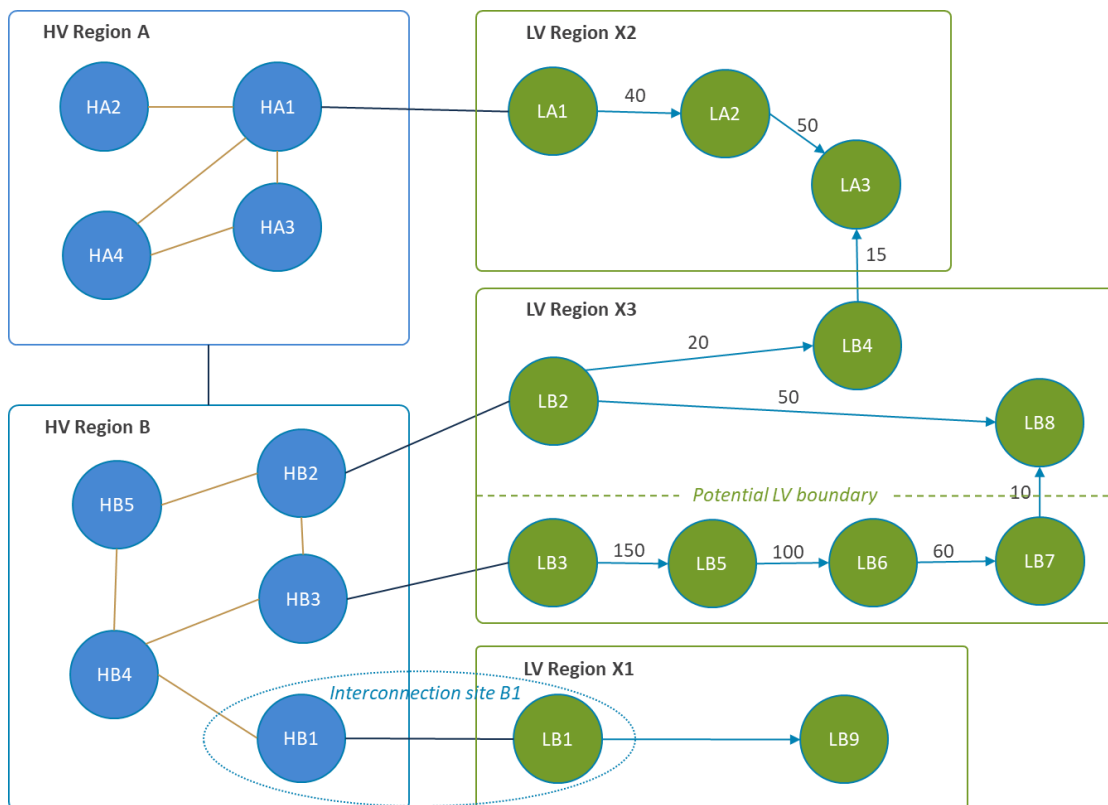 HV Region A
HA2
HA1
HA4
HA3
LV Region X2
LA1
40
LA2
50
LA3
15
LV Region X3
LB2
20
LB4
50
LB8
Potential LV boundary
10
LB3
150
LB5
100
LB6
60
LB7
HV Region B
HB5
HB2
HB3
HB4
HB1
Interconnection site B1
LV Region X1
LB1
LB9